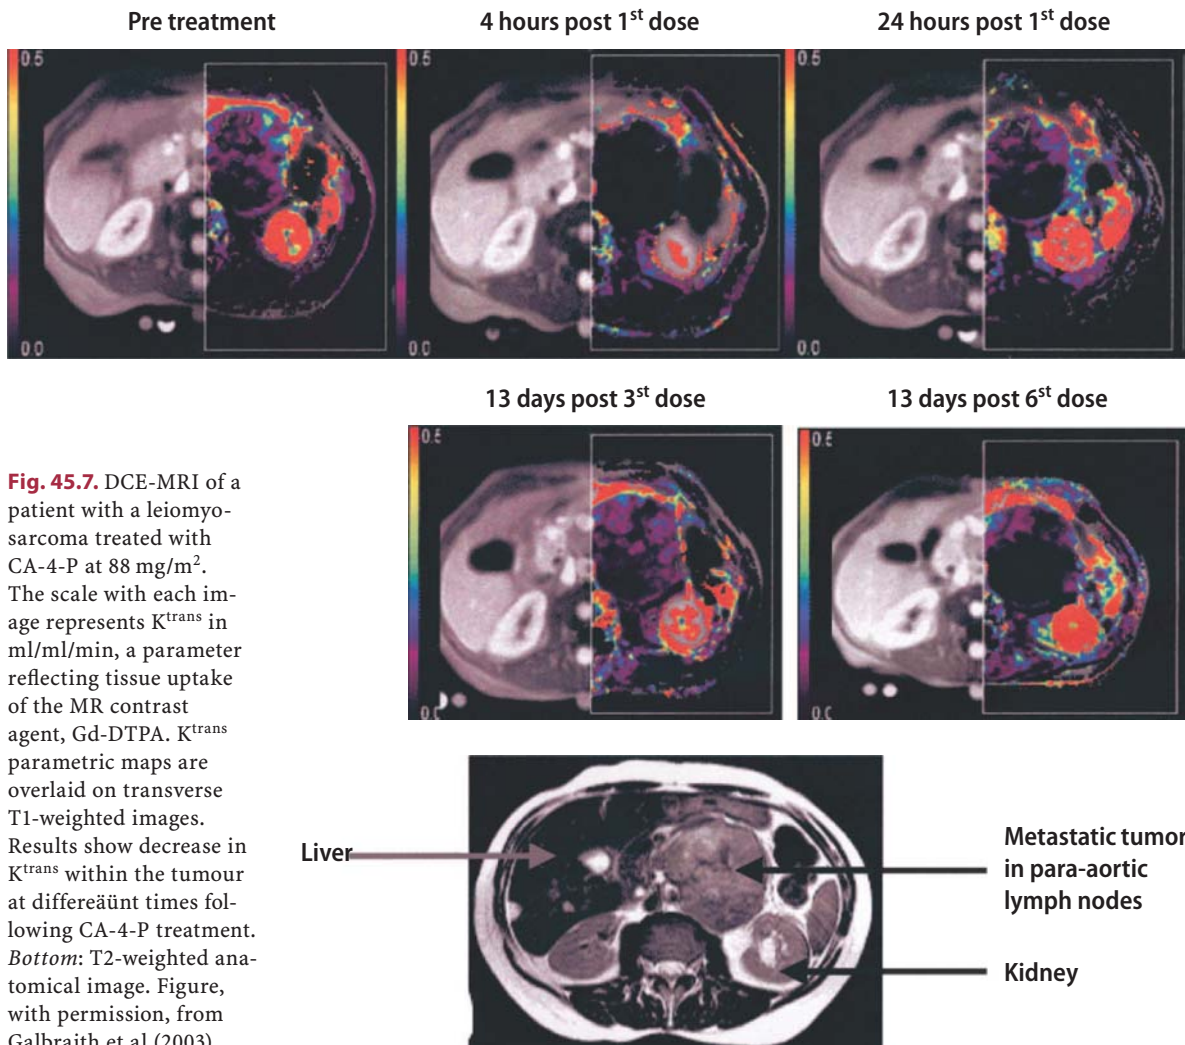 Pre treatment
4 hours post 1st dose
24 hours post 1st dose
0.5
0.5
0.5
0.0
0.0
0.0
13 days post 3st dose
13 days post 6st dose
Fig. 45.7. DCE-MRI of a
patient with a leiomyo-
sarcoma treated with
CA-4-P at 88 mg/m2.
The scale with each im-
age represents Ktrans in
ml/ml/min, a parameter
reflecting tissue uptake
of the MR contrast
agent, Gd-DTPA. Ktrans
parametric maps are
overlaid on transverse
T1-weighted images.
Results show decrease in
Ktrans within the tumour
at differeäünt times fol-
lowing CA-4-P treatment.
Bottom: T2-weighted ana-
tomical image. Figure,
with permission, from
Galbraith et al (2003)
Liver
Metastatic tumor
in para-aortic
lymph nodes
Kidney